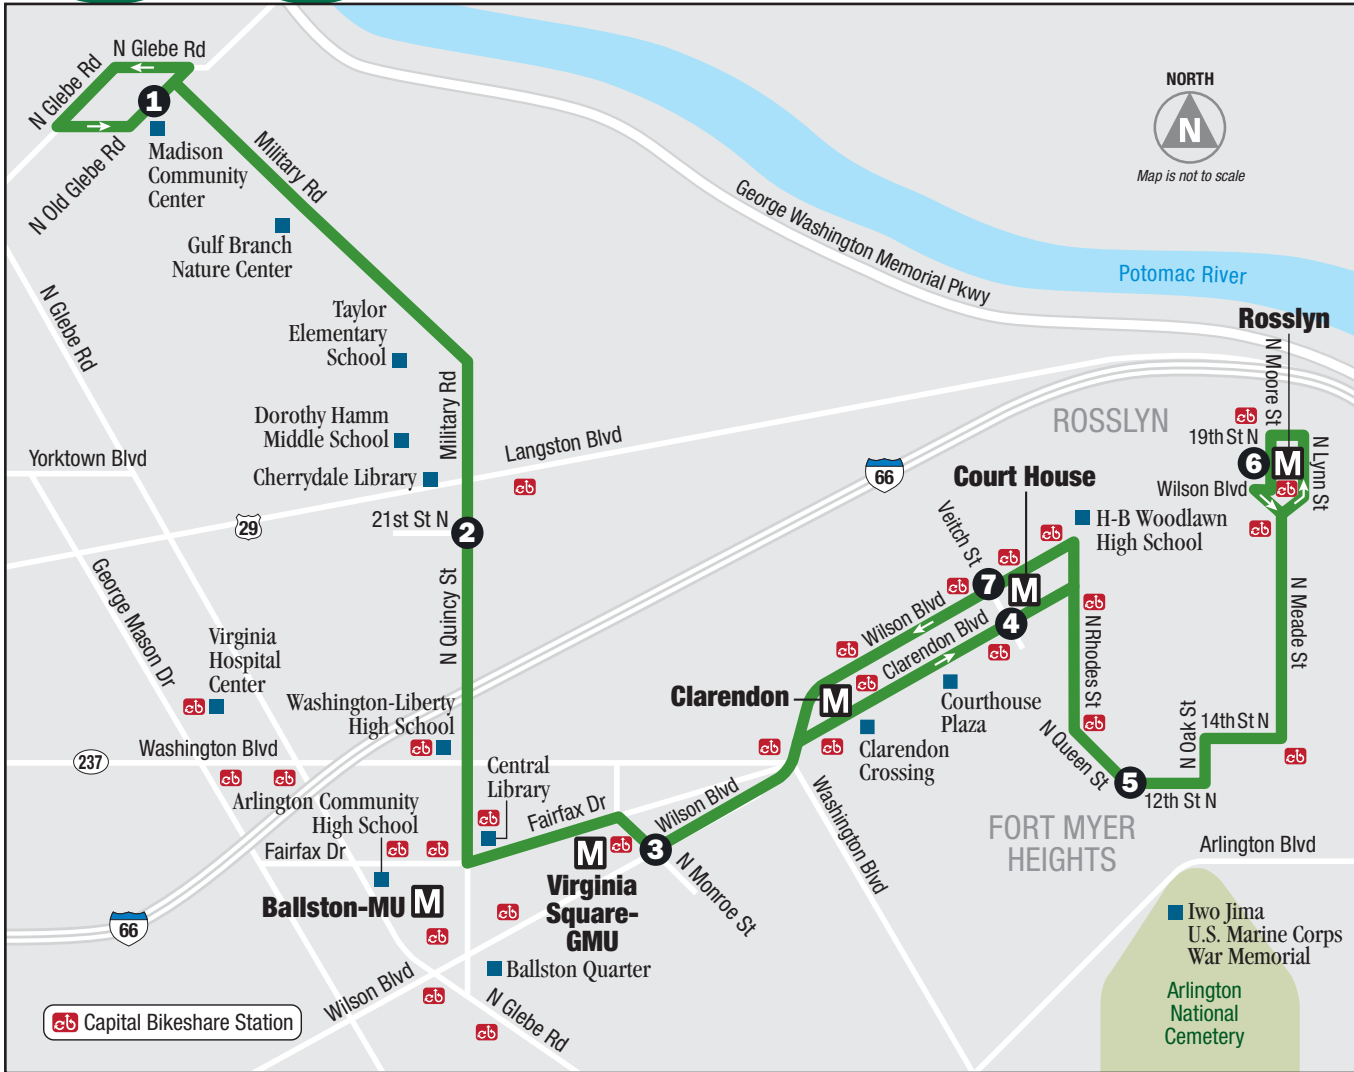 N Glebe Rd
N Glebe Rd
1
N Old Glebe Rd
Madison
Community
Center
Military Rd
Gulf Branch
Nature Center
NORTH
N
Map is not to scale
George Washington Memorial Pkwy
Potomac River
N Glebe Rd
Taylor
Elementary
School
Military Rd
Dorothy Hamm
Middle School
Cherrydale Library
Yorktown Blvd
Langston Blvd
29
21st St N
2
66
ROSSLYN
Rosslyn
N Moore St
19th St N
6
M
N Lynn St
Wilson Blvd
Court House
H-B Woodlawn
High School
Veitch St
7
M
4
Wilson Blvd
Clarendon Blvd
N Rhodes St
N Meade St
George Mason Dr
N Quincy St
Virginia
Hospital
Center
Washington-Liberty
High School
Clarendon
M
Courthouse
Plaza
Clarendon
Crossing
N Queen St
N Oak St
14th St N
5
12th St N
Washington Blvd
237
Central
Library
Arlington Community
High School
Fairfax Dr
Fairfax Dr
Wilson Blvd
Washington Blvd
3
N Monroe St
M
Virginia
Square-
GMU
Ballston-MU
M
66
FORT MYER
HEIGHTS
Arlington Blvd
Iwo Jima
U.S. Marine Corps
War Memorial
Arlington
National
Cemetery
Ballston Quarter
Wilson Blvd
N Glebe Rd
cb Capital Bikeshare Station